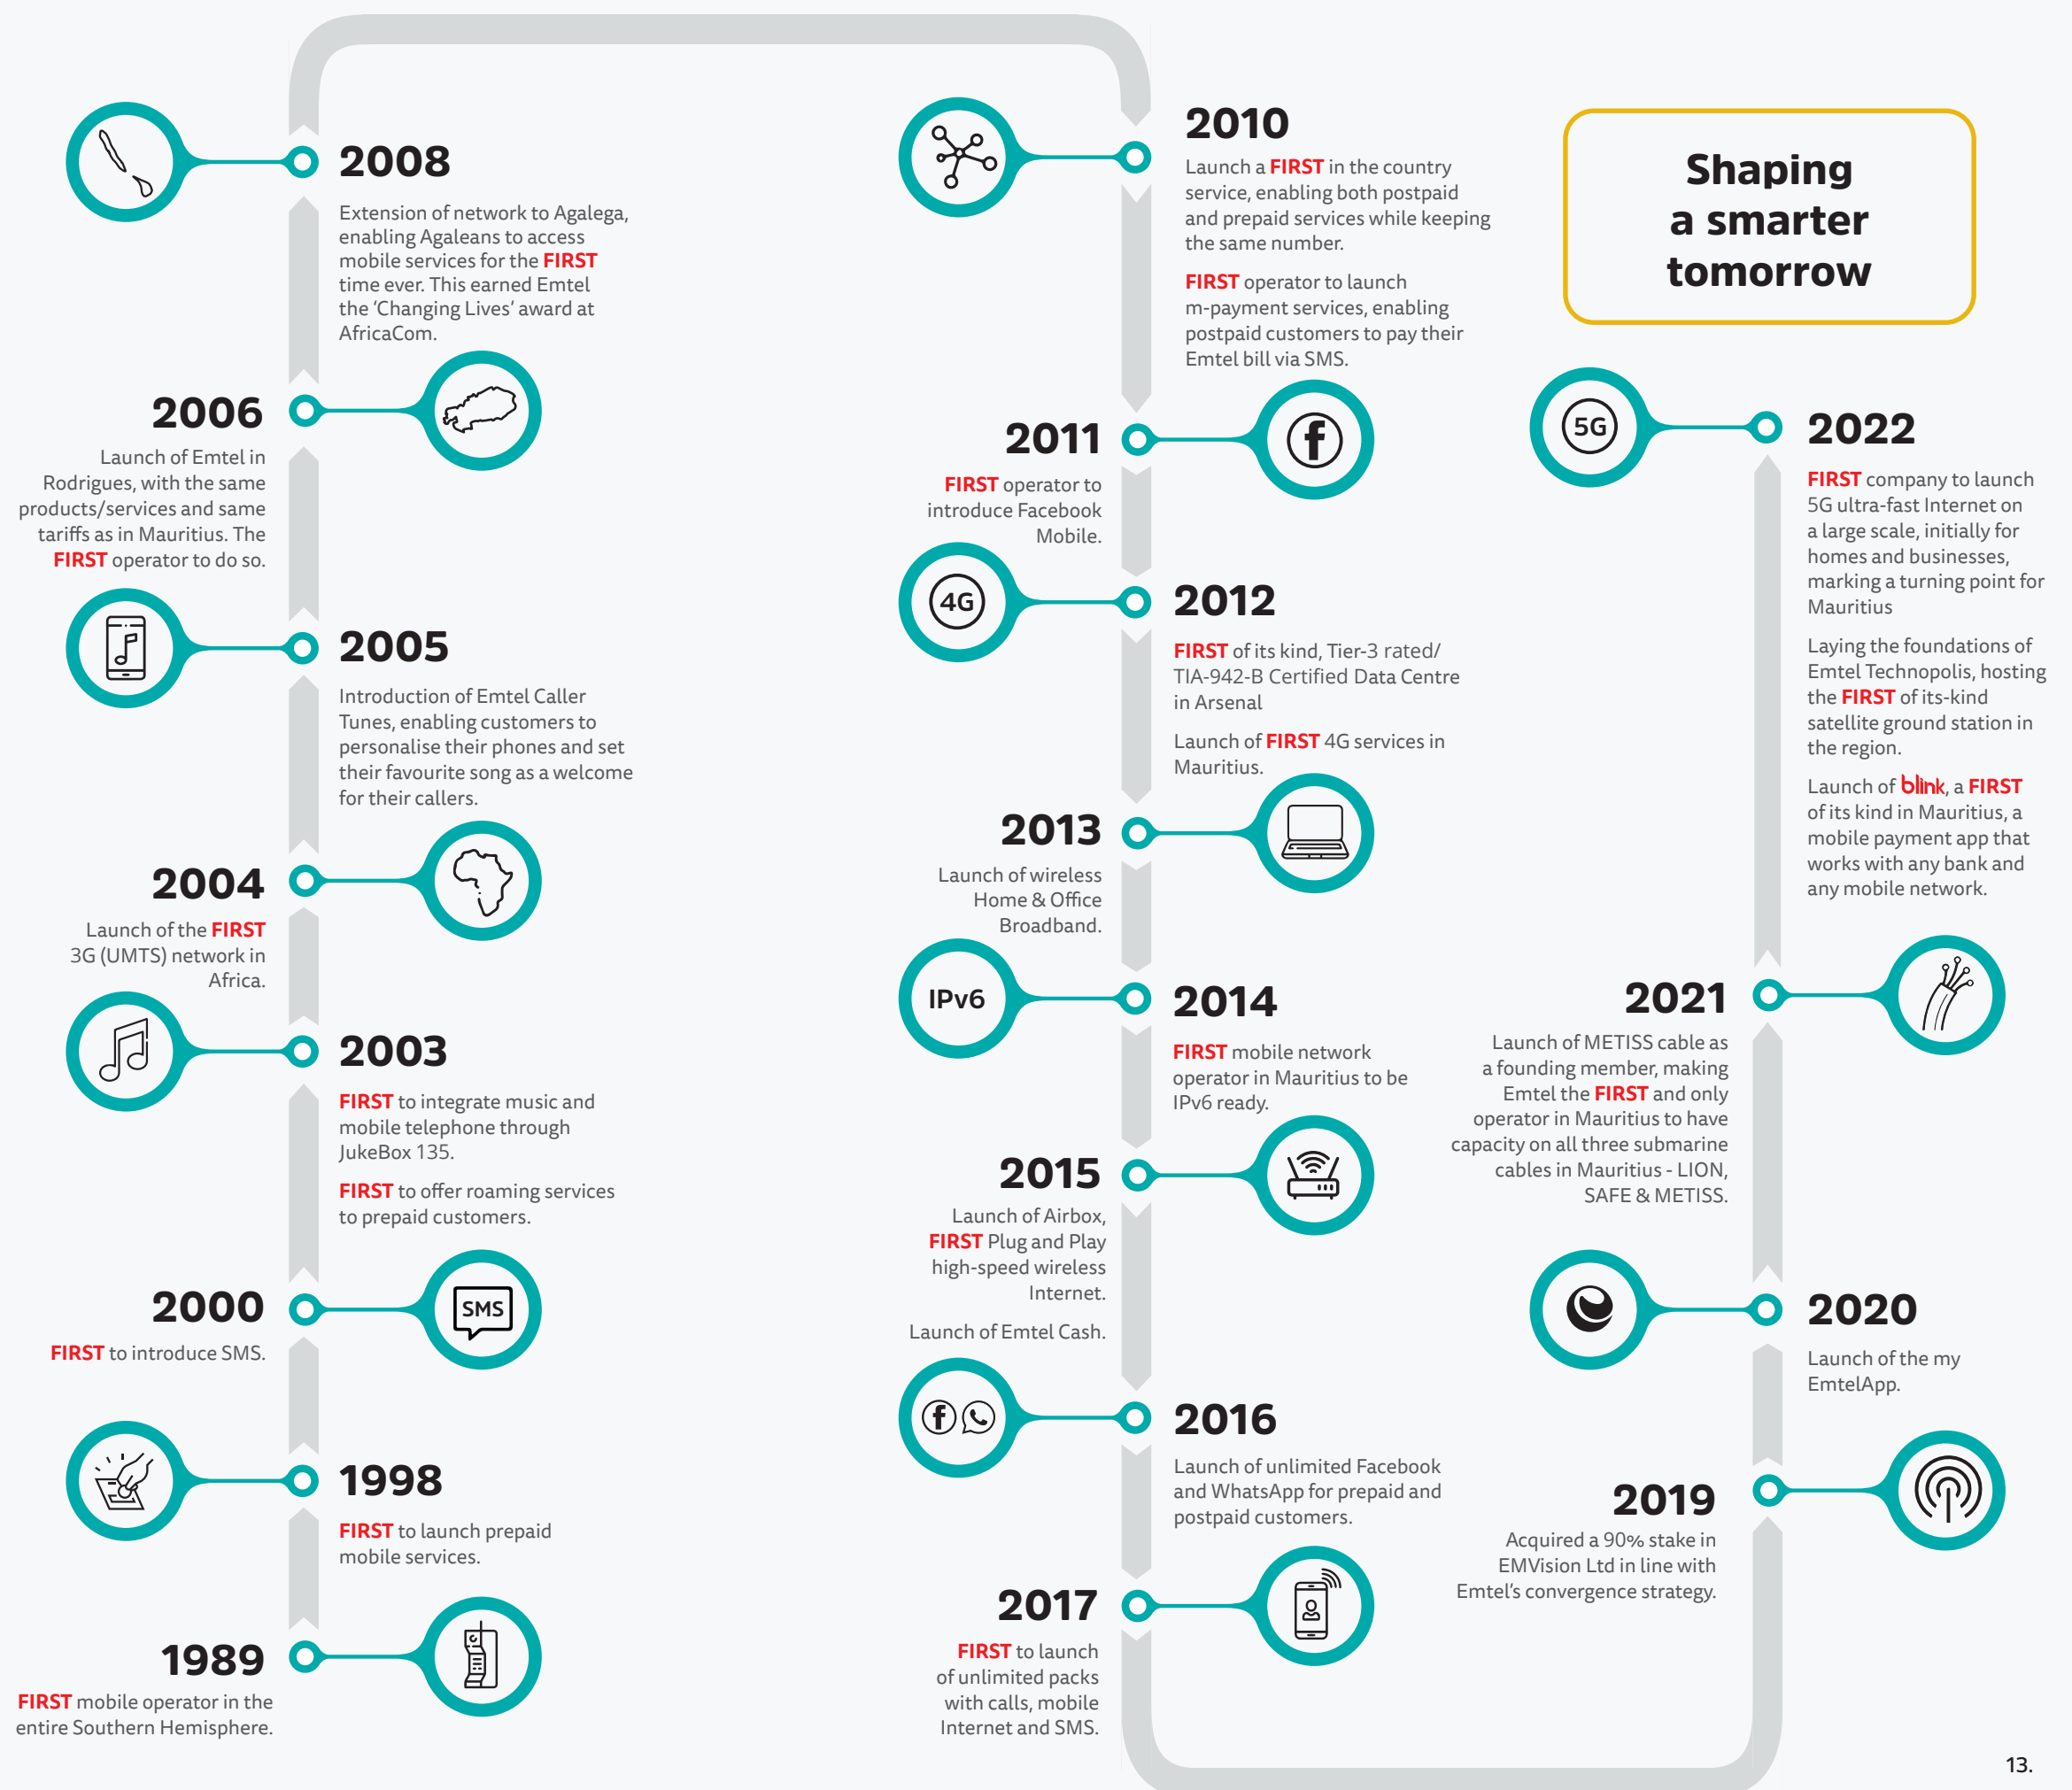 2008
Extension of network to Agalega,
enabling Agaleans to access
mobile services for the FIRST
time ever. This earned Emtel
the ‘Changing Lives’ award at
AfricaCom.
2006
Launch of Emtel in
Rodrigues, with the same
products/services and same
tariffs as in Mauritius. The
FIRST operator to do so.
2005
Introduction of Emtel Caller
Tunes, enabling customers to
personalise their phones and set
their favourite song as a welcome
for their callers.
2004
Launch of the FIRST
3G (UMTS) network in
Africa.
2003
FIRST to integrate music and
mobile telephone through
JukeBox 135.
FIRST to offer roaming services
to prepaid customers.
2000
FIRST to introduce SMS.
SMS
1998
FIRST to launch prepaid
mobile services.
1989
FIRST mobile operator in the
entire Southern Hemisphere.
2010
Launch a FIRST in the country
service, enabling both postpaid
and prepaid services while keeping
the same number.
FIRST operator to launch
m-payment services, enabling
postpaid customers to pay their
Emtel bill via SMS.
2011
FIRST operator to
introduce Facebook
Mobile.
f
4G
2012
FIRST of its kind, Tier-3 rated/
TIA-942-B Certified Data Centre
in Arsenal
Launch of FIRST 4G services in
Mauritius.
2013
Launch of wireless
Home & Office
Broadband.
IPv6
2014
FIRST mobile network
operator in Mauritius to be
IPv6 ready.
2015
Launch of Airbox,
FIRST Plug and Play
high-speed wireless
Internet.
Launch of Emtel Cash.
f
2016
Launch of unlimited Facebook
and WhatsApp for prepaid and
postpaid customers.
2017
FIRST to launch
of unlimited packs
with calls, mobile
Internet and SMS.
Shaping
a smarter
tomorrow
5G
2022
FIRST company to launch
5G ultra-fast Internet on
a large scale, initially for
homes and businesses,
marking a turning point for
Mauritius
Laying the foundations of
Emtel Technopolis, hosting
the FIRST of its-kind
satellite ground station in
the region.
Launch of blink, a FIRST
of its kind in Mauritius, a
mobile payment app that
works with any bank and
any mobile network.
2021
Launch of METISS cable as
a founding member, making
Emtel the FIRST and only
operator in Mauritius to have
capacity on all three submarine
cables in Mauritius - LION,
SAFE & METISS.
2020
Launch of the my
EmtelApp.
2019
Acquired a 90% stake in
EMVision Ltd in line with
Emtel’s convergence strategy.
13.